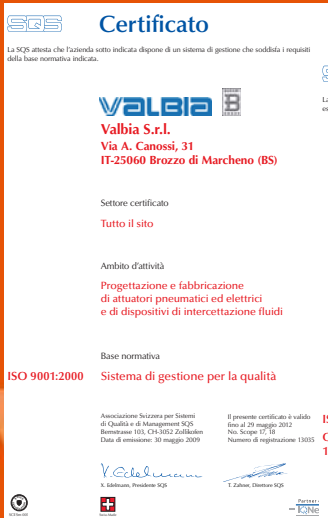 SQS
Certificato
La SQS attesta che l'azienda sotto indicata dispone di un sistema di gestione che soddisfa i requisiti
della base normativa indicata.
VALBIA
B
Valbia S.r.l.
Via A. Canossi, 31
IT-25060 Brozzo di Marcheno (BS)
Settore certificato
Tutto il sito
Ambito d'attività
Progettazione e fabbricazione
di attuatori pneumatici ed elettrici
e di dispositivi di intercettazione fluidi
Base normativa
ISO 9001:2000 Sistema di gestione per la qualità
Associazione Svizzera per Sistemi
di Qualità e di Management SQS
Bernstrasse 103, CH-3052 Zollikofen
Data di emissione: 30 maggio 2009
Il presente certificato è valido
fino al 29 maggio 2012
No. Scope 17, 18
Numero di registrazione 13035
X. Edelmann, Presidente SQS
T. Zahner, Direttore SQS
Swiss Made
Partner
IQNe